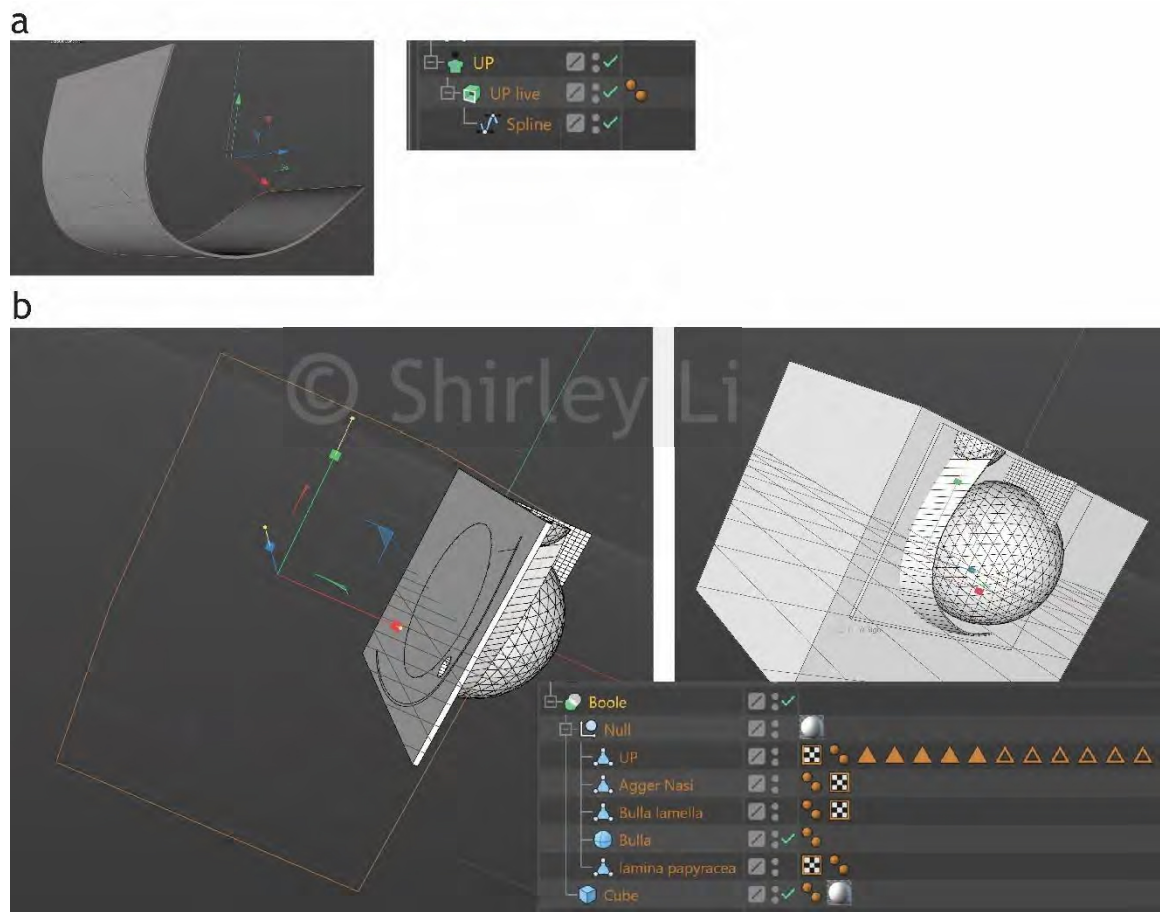 a
UP
UP live
Spline
b
© Shirley Li
Boole
Null
UP
Agger Nasi
Bulla lamella
Bulla
lamina papyracea
Cube